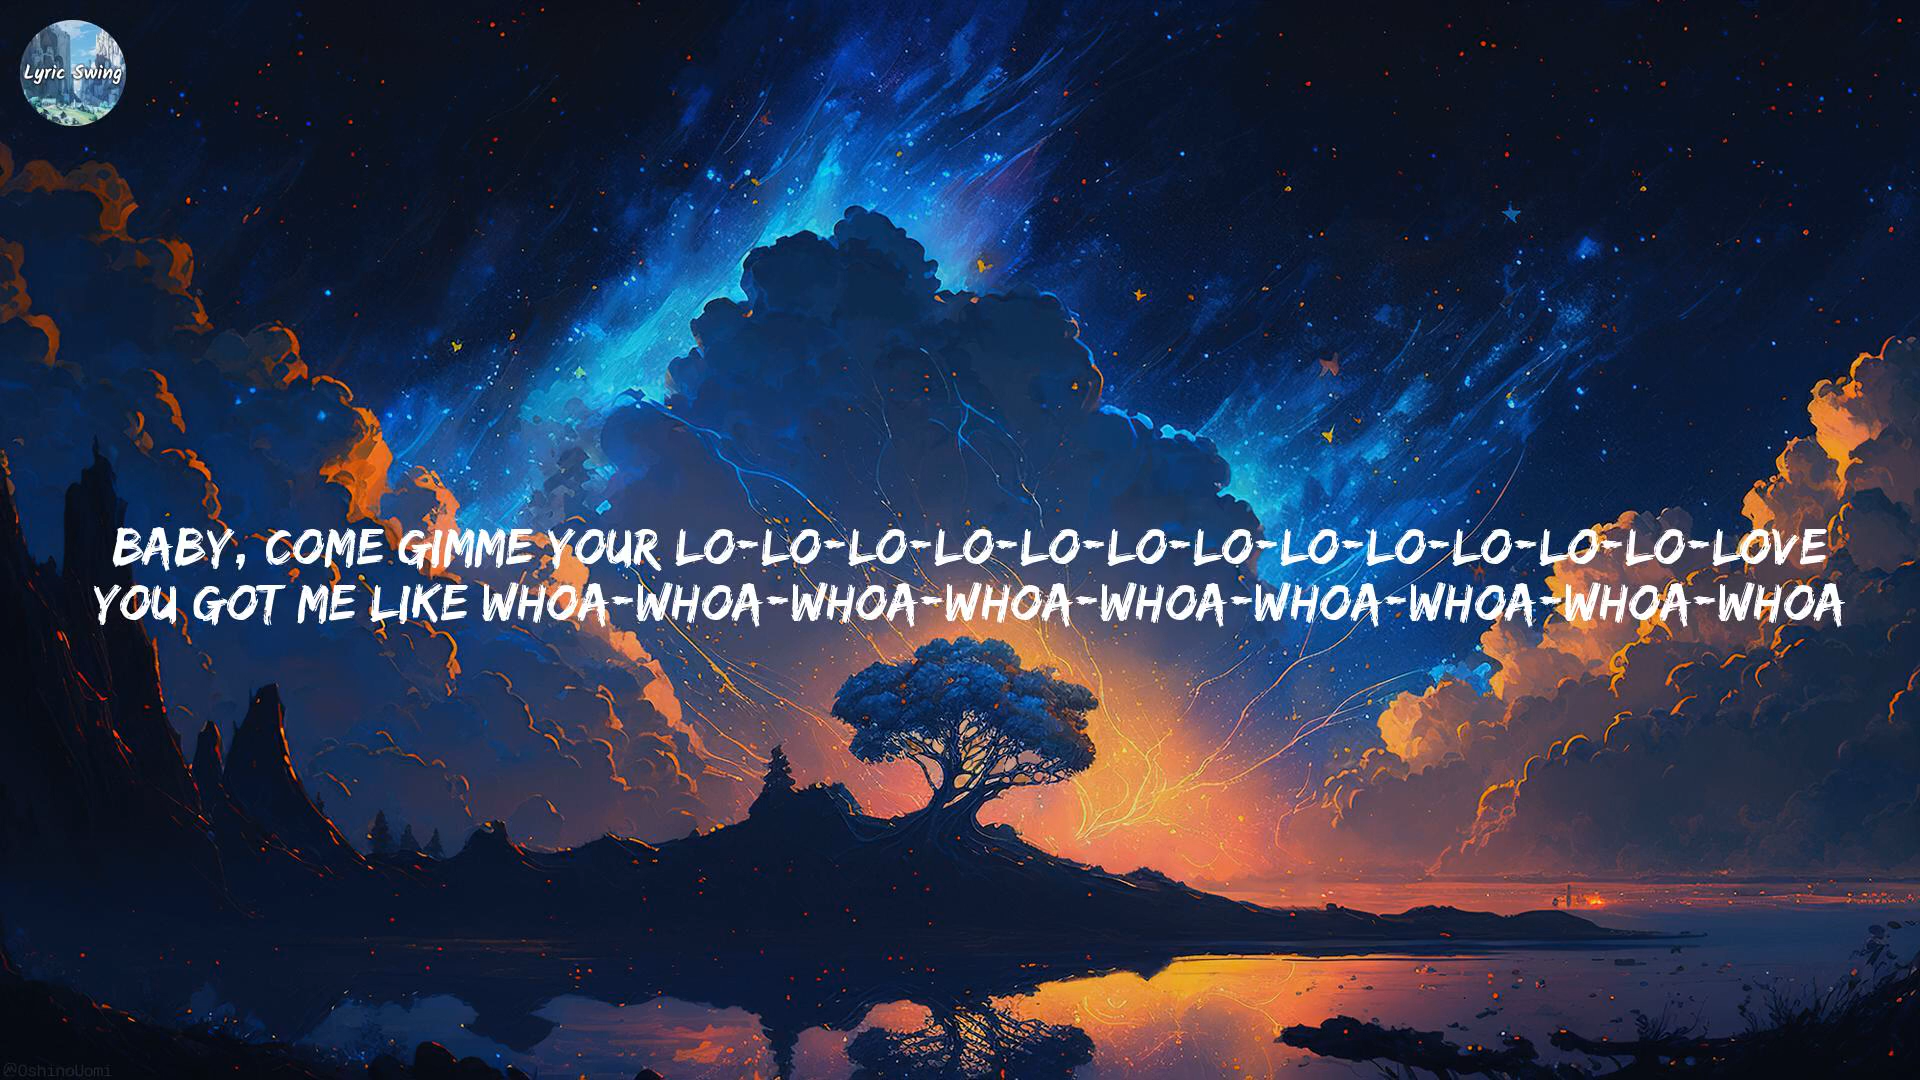 Lyric Swing
BABY, COME GIMME YOUR LO-LO-LO-LO-LO-LO-LO-LO-LO-LO-LO-LO-LOVE
YOU GOT ME LIKE WHOA-WHOA-WHOA-WHOA-WHOA-WHOA-WHOA-WHOA-WHOA
@OshinoUomi